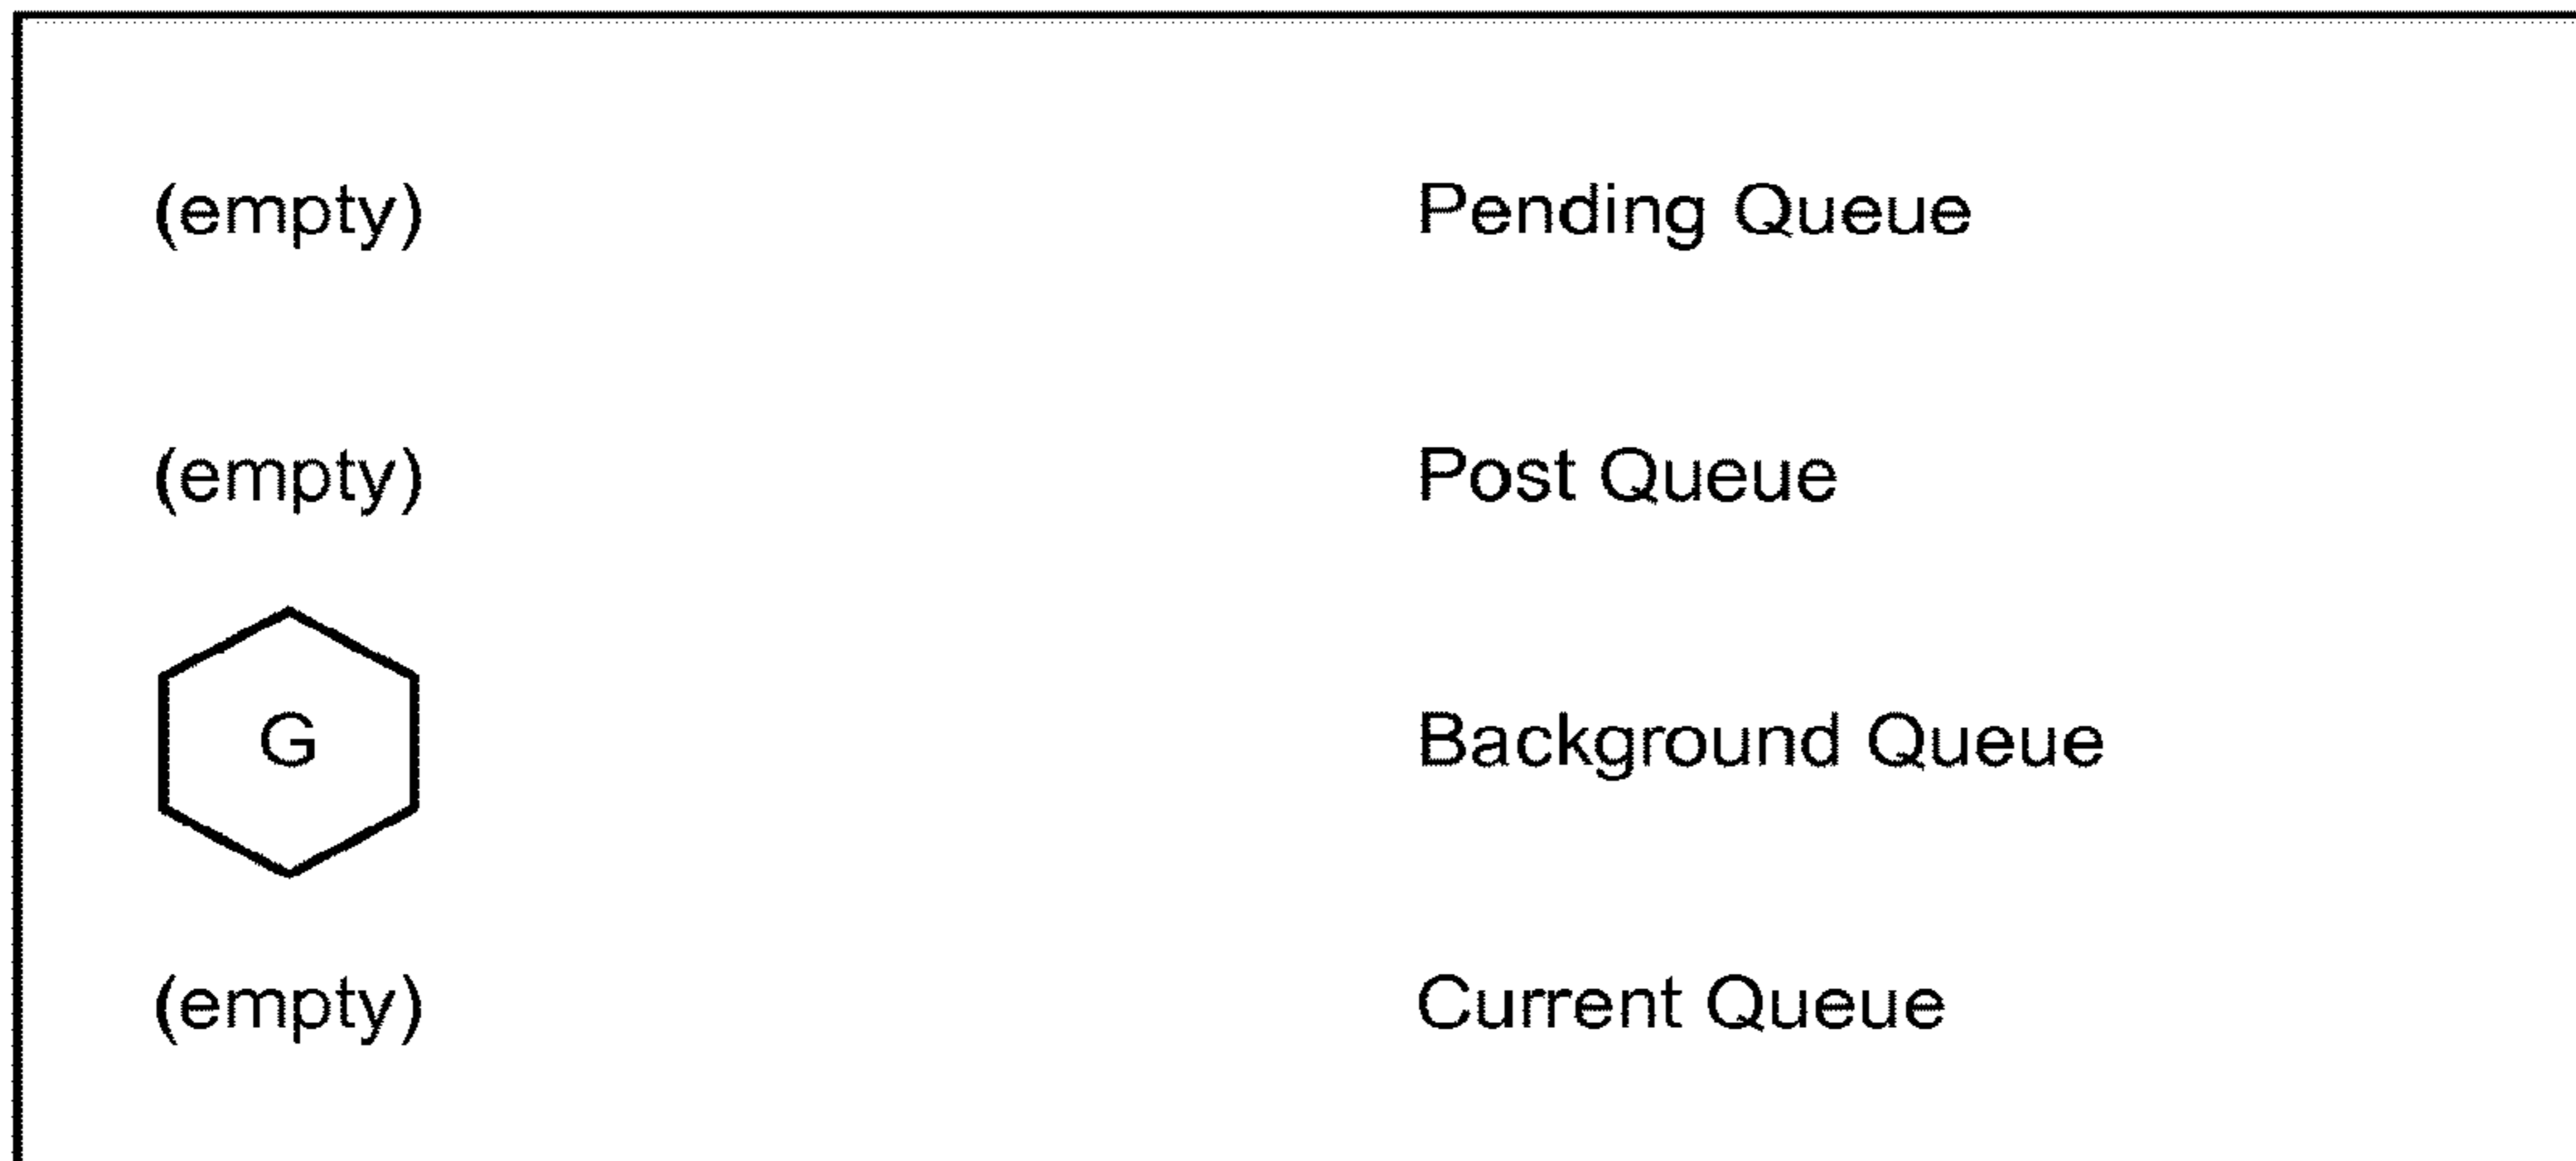 (empty) Pending Queue
(empty) Post Queue
G Background Queue
(empty) Current Queue